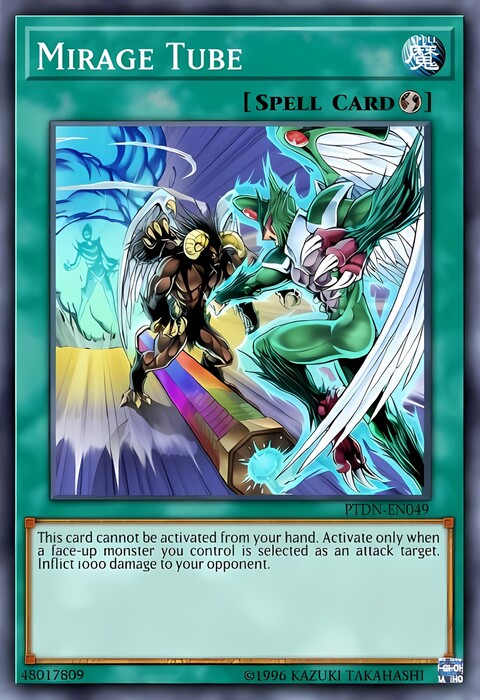 MIRAGE TUBE
魔
[SPELL CARD]
PTDN-EN049
This card cannot be activated from your hand. Activate only when
a face-up monster you control is selected as an attack target.
Inflict 1000 damage to your opponent.
48017809
©1996 KAZUKI TAKAHASHI